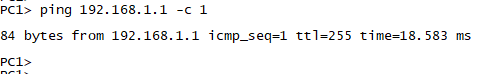 PC1> ping 192.168.1.1 -c 1
84 bytes from 192.168.1.1 icmp_seq=1 ttl=255 time=18.583 ms
PC1>